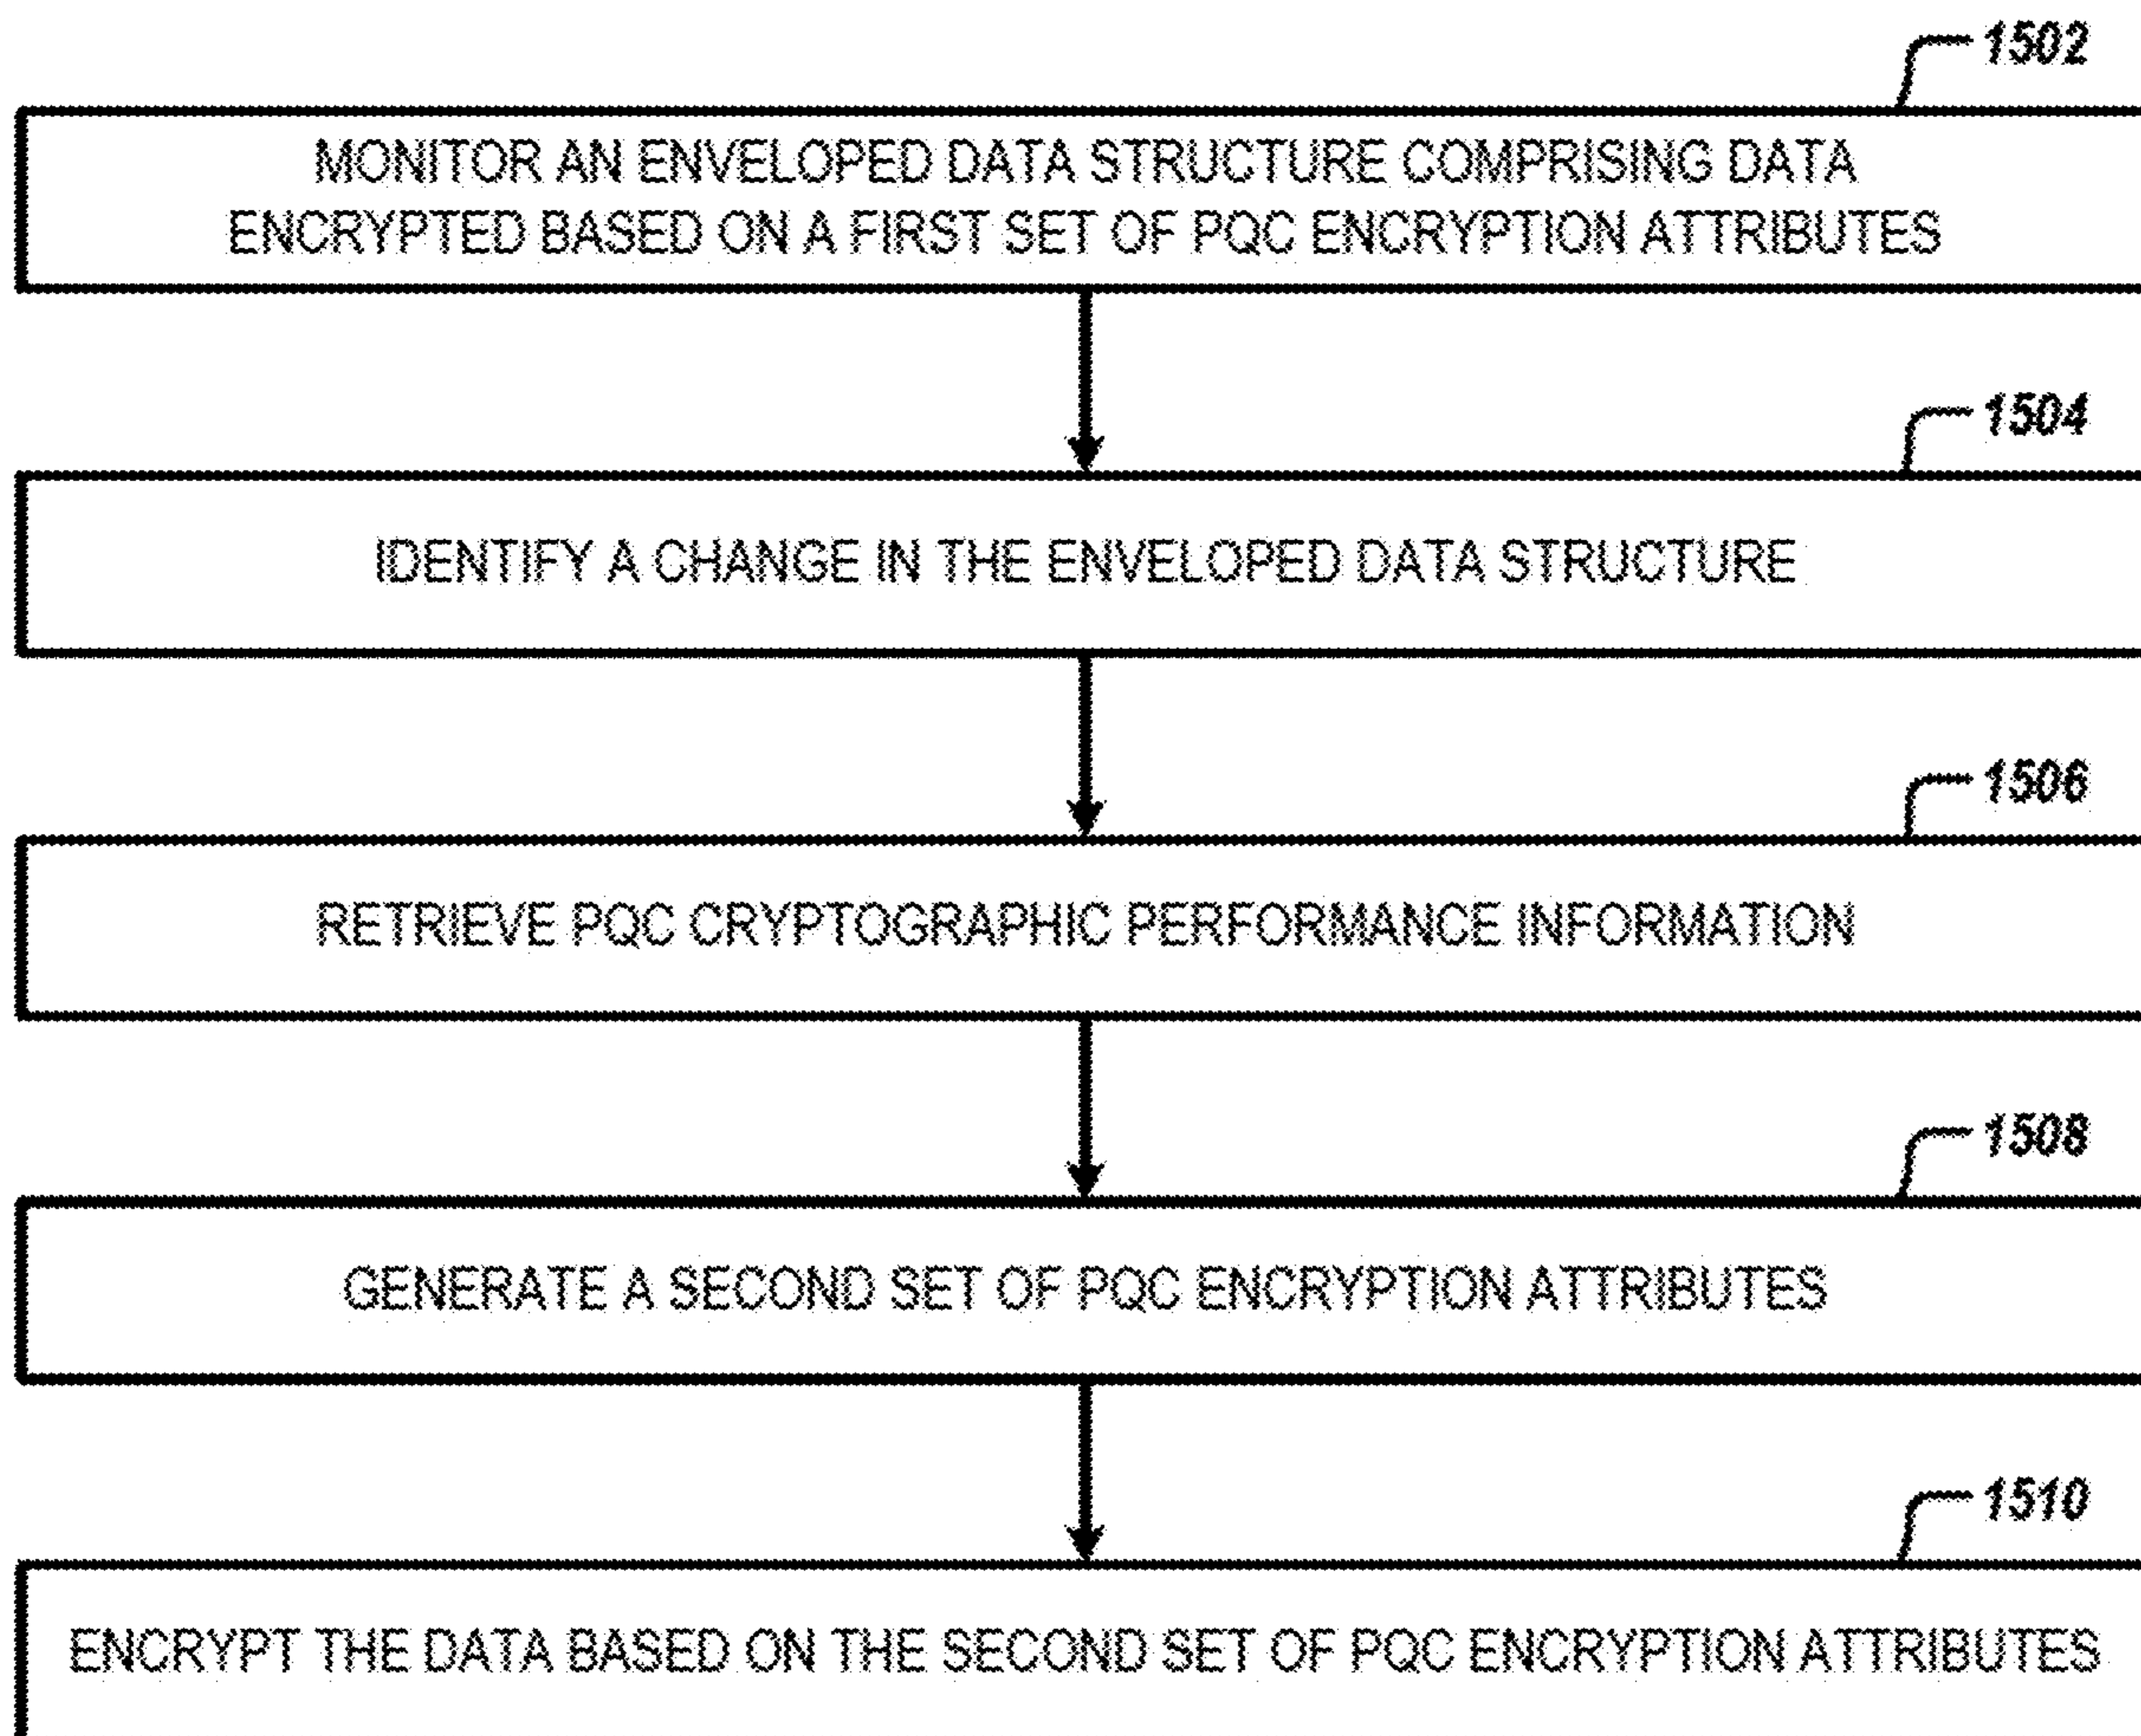 1502
MONITOR AN ENVELOPED DATA STRUCTURE COMPRISING DATA
ENCRYPTED BASED ON A FIRST SET OF PQC ENCRYPTION ATTRIBUTES
1504
IDENTIFY A CHANGE IN THE ENVELOPED DATA STRUCTURE
1506
RETRIEVE PQC CRYPTOGRAPHIC PERFORMANCE INFORMATION
1508
GENERATE A SECOND SET OF PQC ENCRYPTION ATTRIBUTES
1510
ENCRYPT THE DATA BASED ON THE SECOND SET OF PQC ENCRYPTION ATTRIBUTES